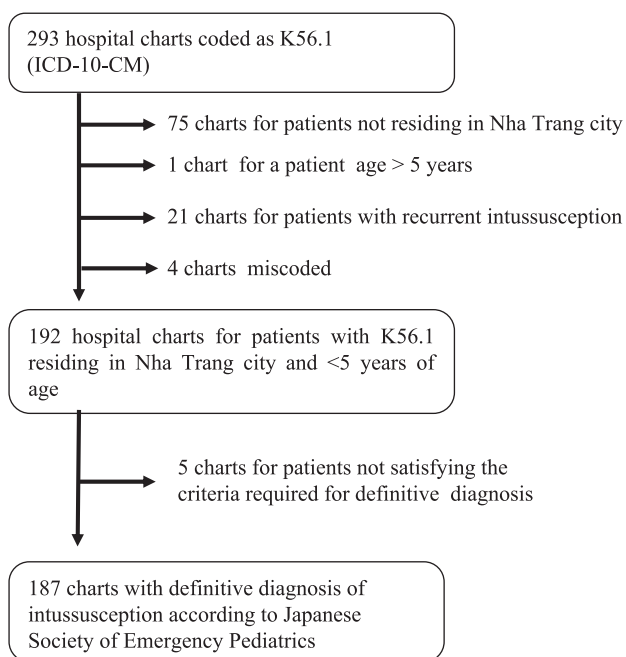 293 hospital charts coded as K56.1
(ICD-10-CM)
75 charts for patients not residing in Nha Trang city
1 chart for a patient age > 5 years
21 charts for patients with recurrent intussusception
4 charts miscoded
192 hospital charts for patients with K56.1
residing in Nha Trang city and <5 years of
age
5 charts for patients not satisfying the
criteria required for definitive diagnosis
187 charts with definitive diagnosis of
intussusception according to Japanese
Society of Emergency Pediatrics